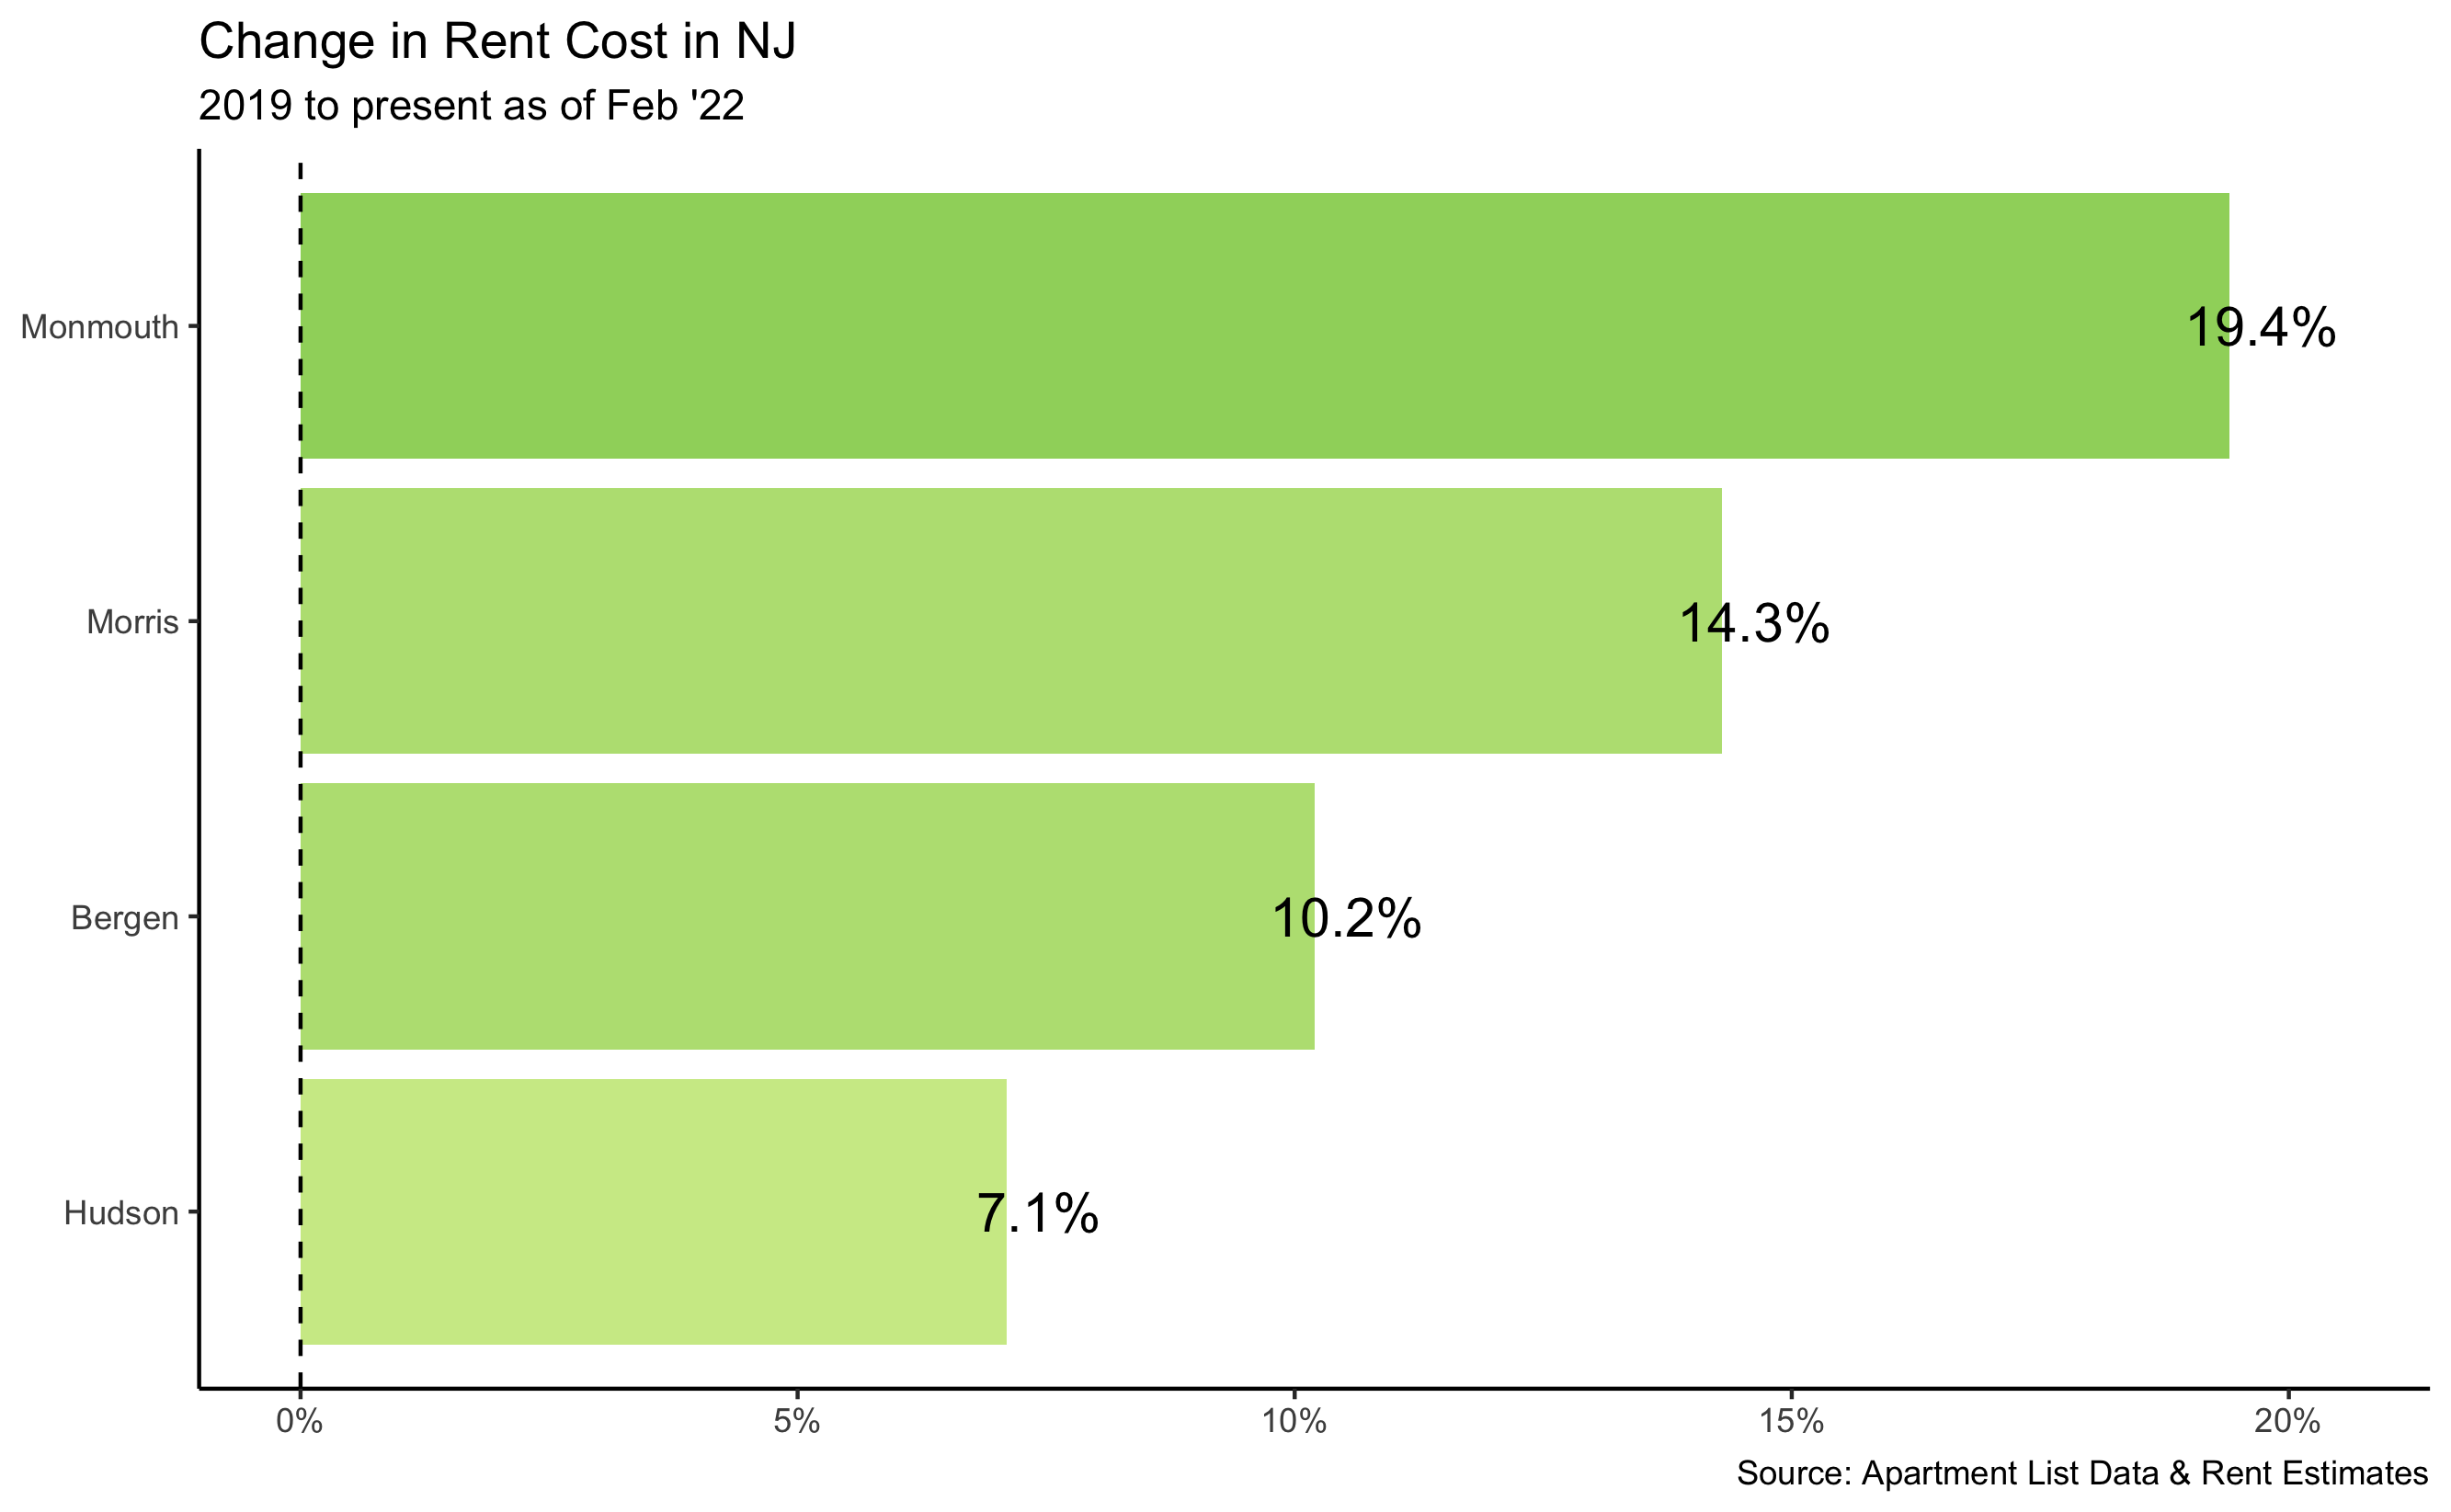 Change in Rent Cost in NJ
2019 to present as of Feb '22
Monmouth
19.4%
Morris
14.3%
Bergen
10.2%
Hudson
7.1%
0% 5% 10% 15% 20%
Source: Apartment List Data & Rent Estimates